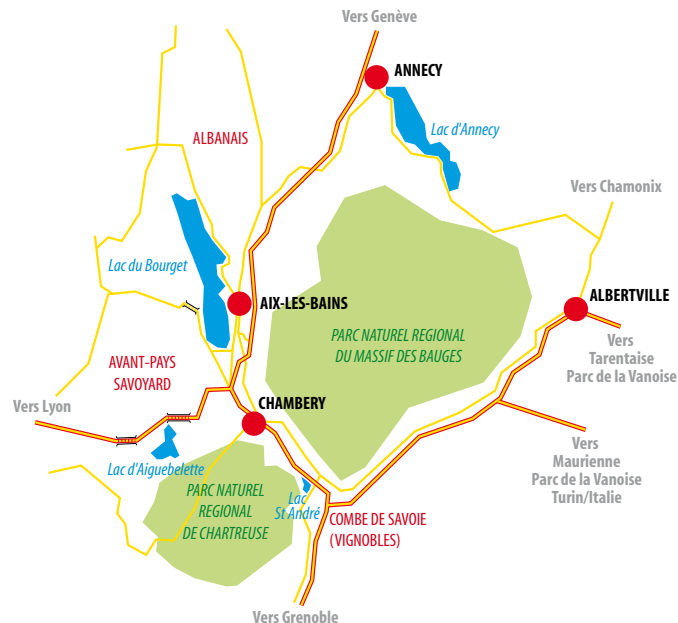 Vers Genève
ANNECY
Lac d'Annecy
ALBANAIS
Vers Chamonix
Lac du Bourget
AIX-LES-BAINS
ALBERTVILLE
PARC NATUREL REGIONAL
DU MASSIF DES BAUGES
Vers
Tarentaise
Parc de la Vanoise
AVANT-PAYS
SAVOYARD
Vers Lyon
CHAMBERY
Vers
Maurienne
Parc de la Vanoise
Turin/Italie
Lac d'Aiguebelette
PARC NATUREL
REGIONAL
DE CHARTREUSE
Lac
St André
COMBE DE SAVOIE
(VIGNOBLES)
Vers Grenoble